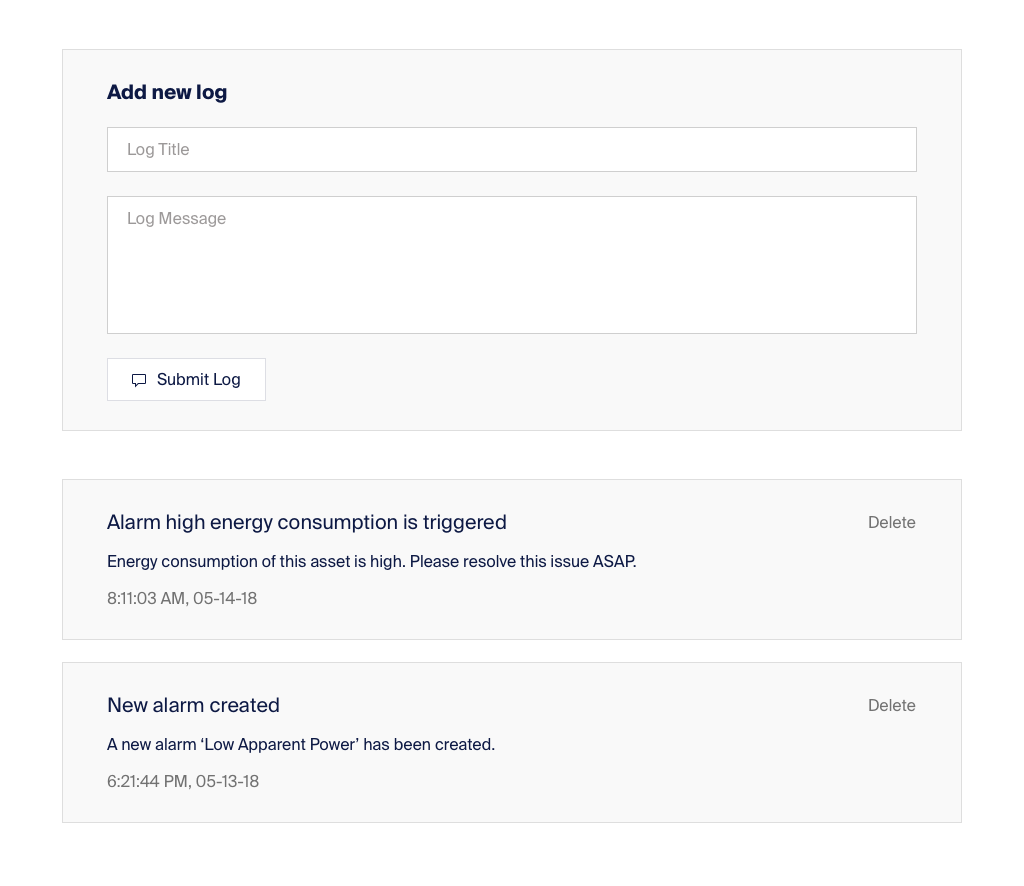 Add new log
Log Title
Log Message
Submit Log
Alarm high energy consumption is triggered
Delete
Energy consumption of this asset is high. Please resolve this issue ASAP.
8:11:03 AM, 05-14-18
New alarm created
Delete
A new alarm ‘Low Apparent Power’ has been created.
6:21:44 PM, 05-13-18